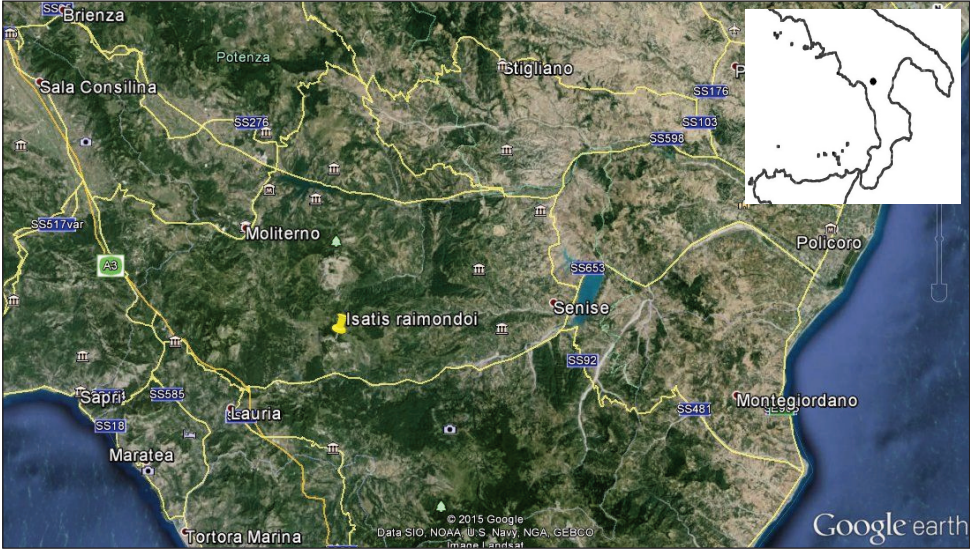 Brienza
Potenza
Stigliano
Sala Consilina
SS176
SS276
SS103
SS598
SS517var
Moliterno
Policoro
A3
SS653
Senise
Isatis raimondoi
SS92
Sapri
SS585
Montegiordano
SS481
Lauria
SS18
Maratea
© 2015 Google
Data SIO, NOAA, U.S. Navy, NGA, GEBCO
Image Landsat
Google earth
Tortora Marina